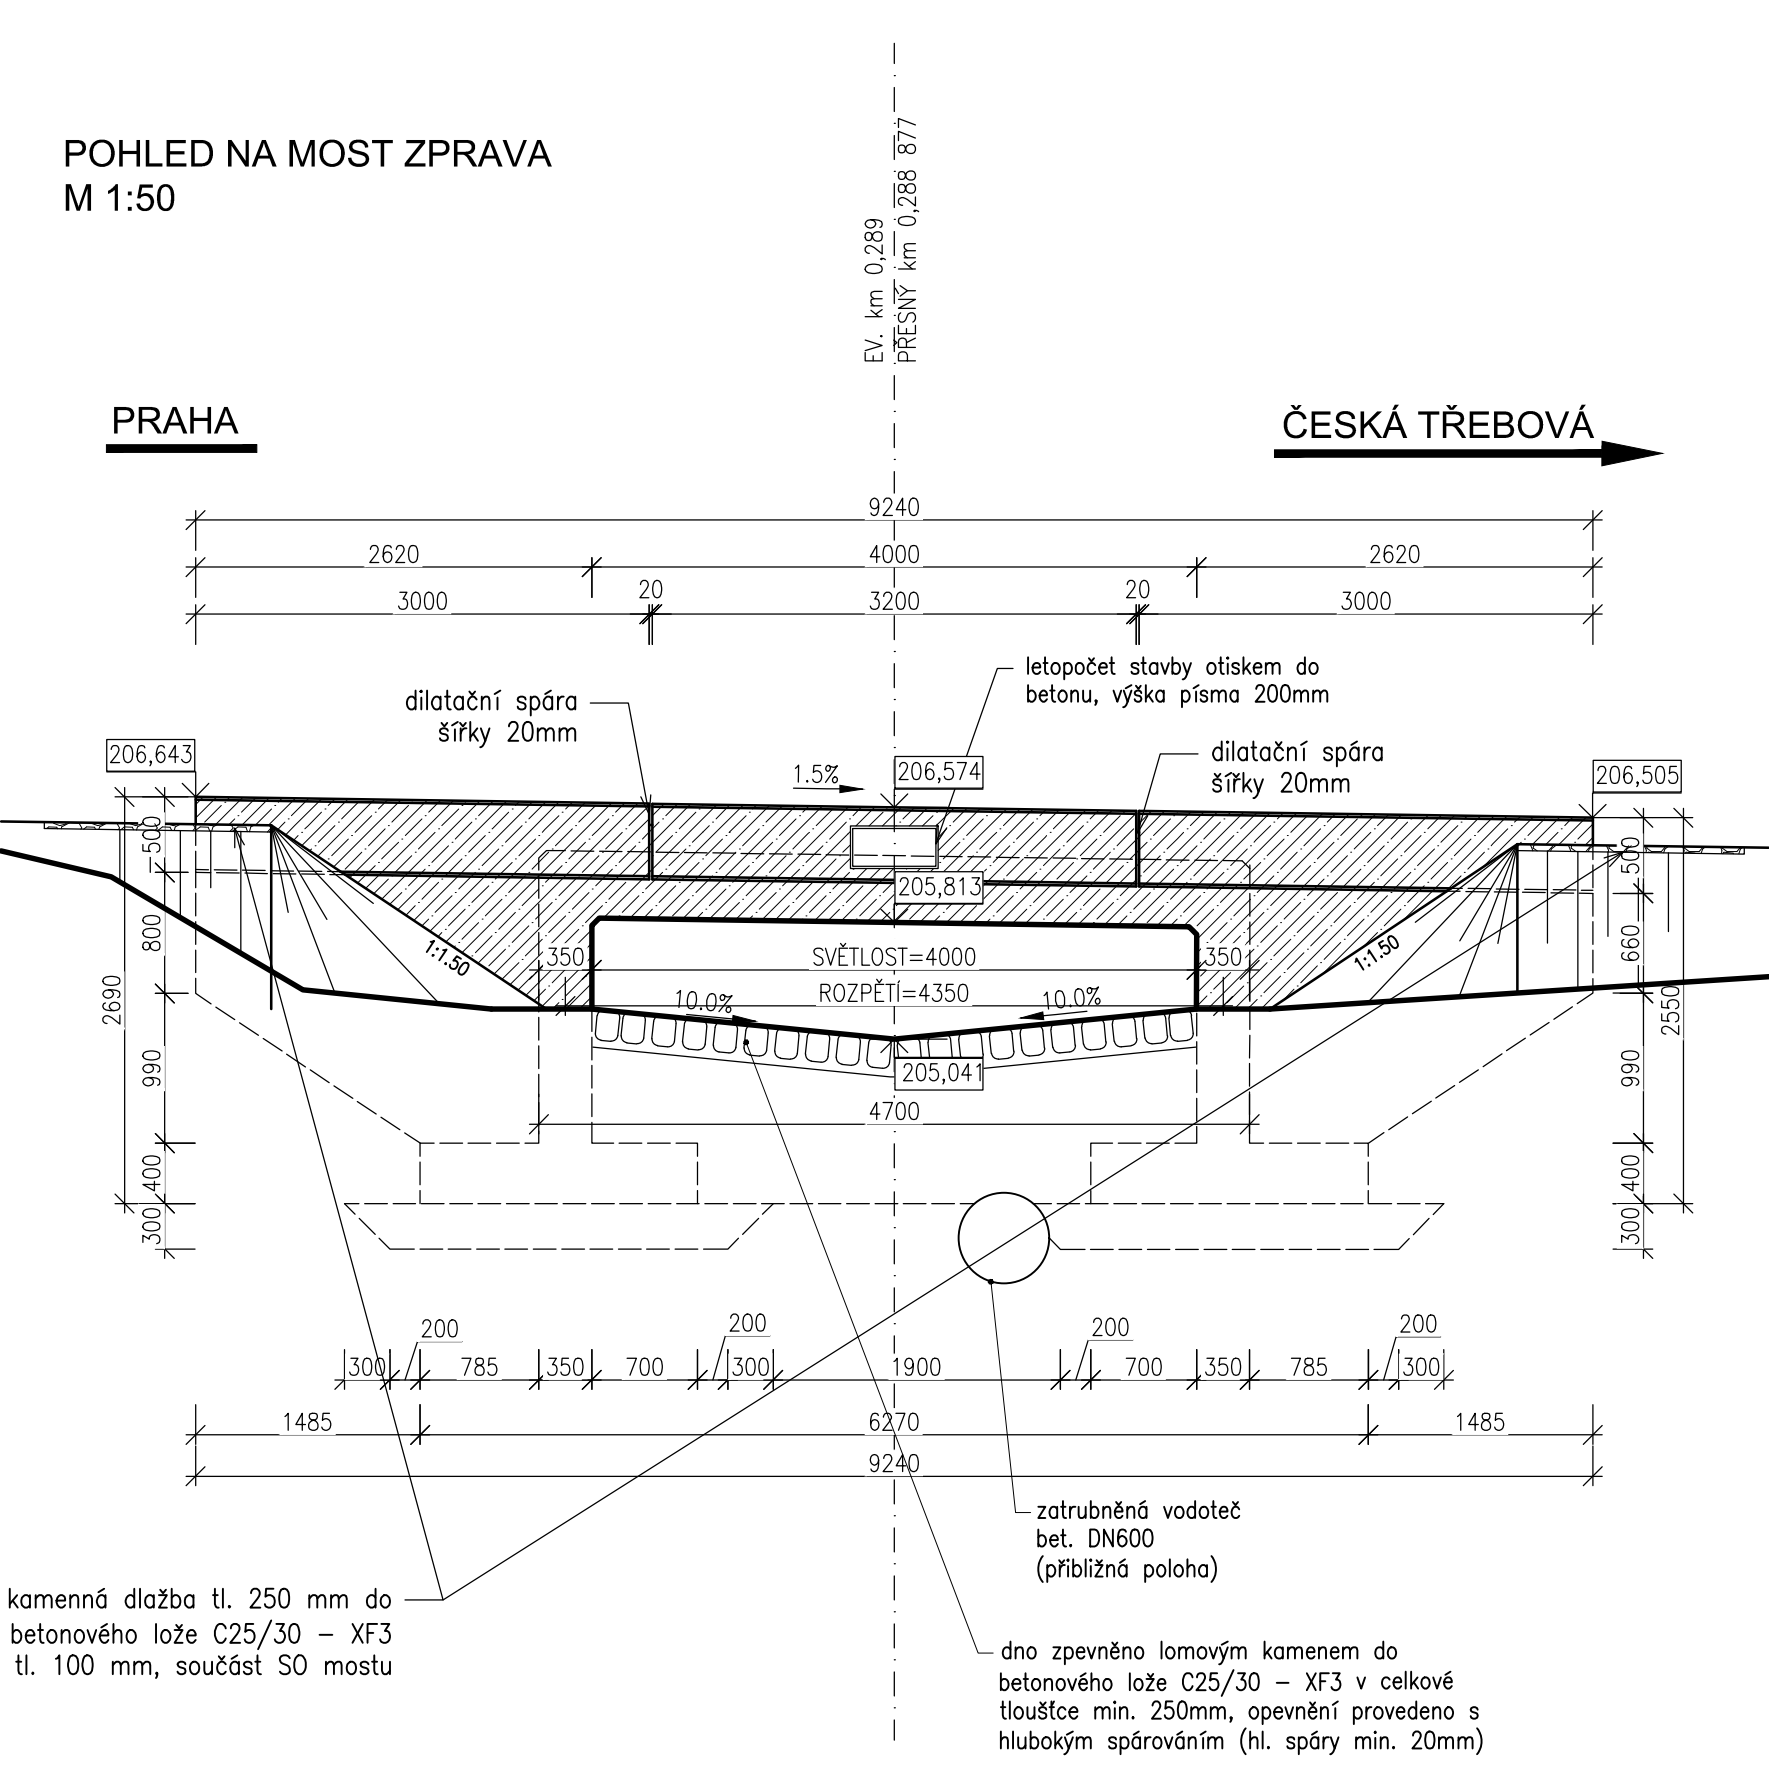 POHLED NA MOST ZPRAVA
M 1:50
EV. km 0,289
PŘESNÝ km 0,288 877
PRAHA
ČESKÁ TŘEBOVÁ
9240
2620
4000
2620
3000
20
3200
20
3000
letopočet stavby otiskem do
betonu, výška písma 200mm
dilatační spára
šířky 20mm
dilatační spára
šířky 20mm
206,643
1.5%
206,574
206,505
500
500
205,813
800
660
1:1.50
1:1.50
350
SVĚTLOST=4000
350
ROZPĚTÍ=4350
10.0%
10.0%
2690
2550
205,041
990
990
4700
400
400
300
300
200
200
200
200
300
785
350
700
300
1900
700
350
785
300
1485
6270
1485
9240
zatrubněná vodoteč
bet. DN600
(přibližná poloha)
kamenná dlažba tl. 250 mm do
betonového lože C25/30 – XF3
tl. 100 mm, součást SO mostu
dno zpevněno lomovým kamenem do
betonového lože C25/30 – XF3 v celkové
tloušťce min. 250mm, opevnění provedeno s
hlubokým spárováním (hl. spáry min. 20mm)